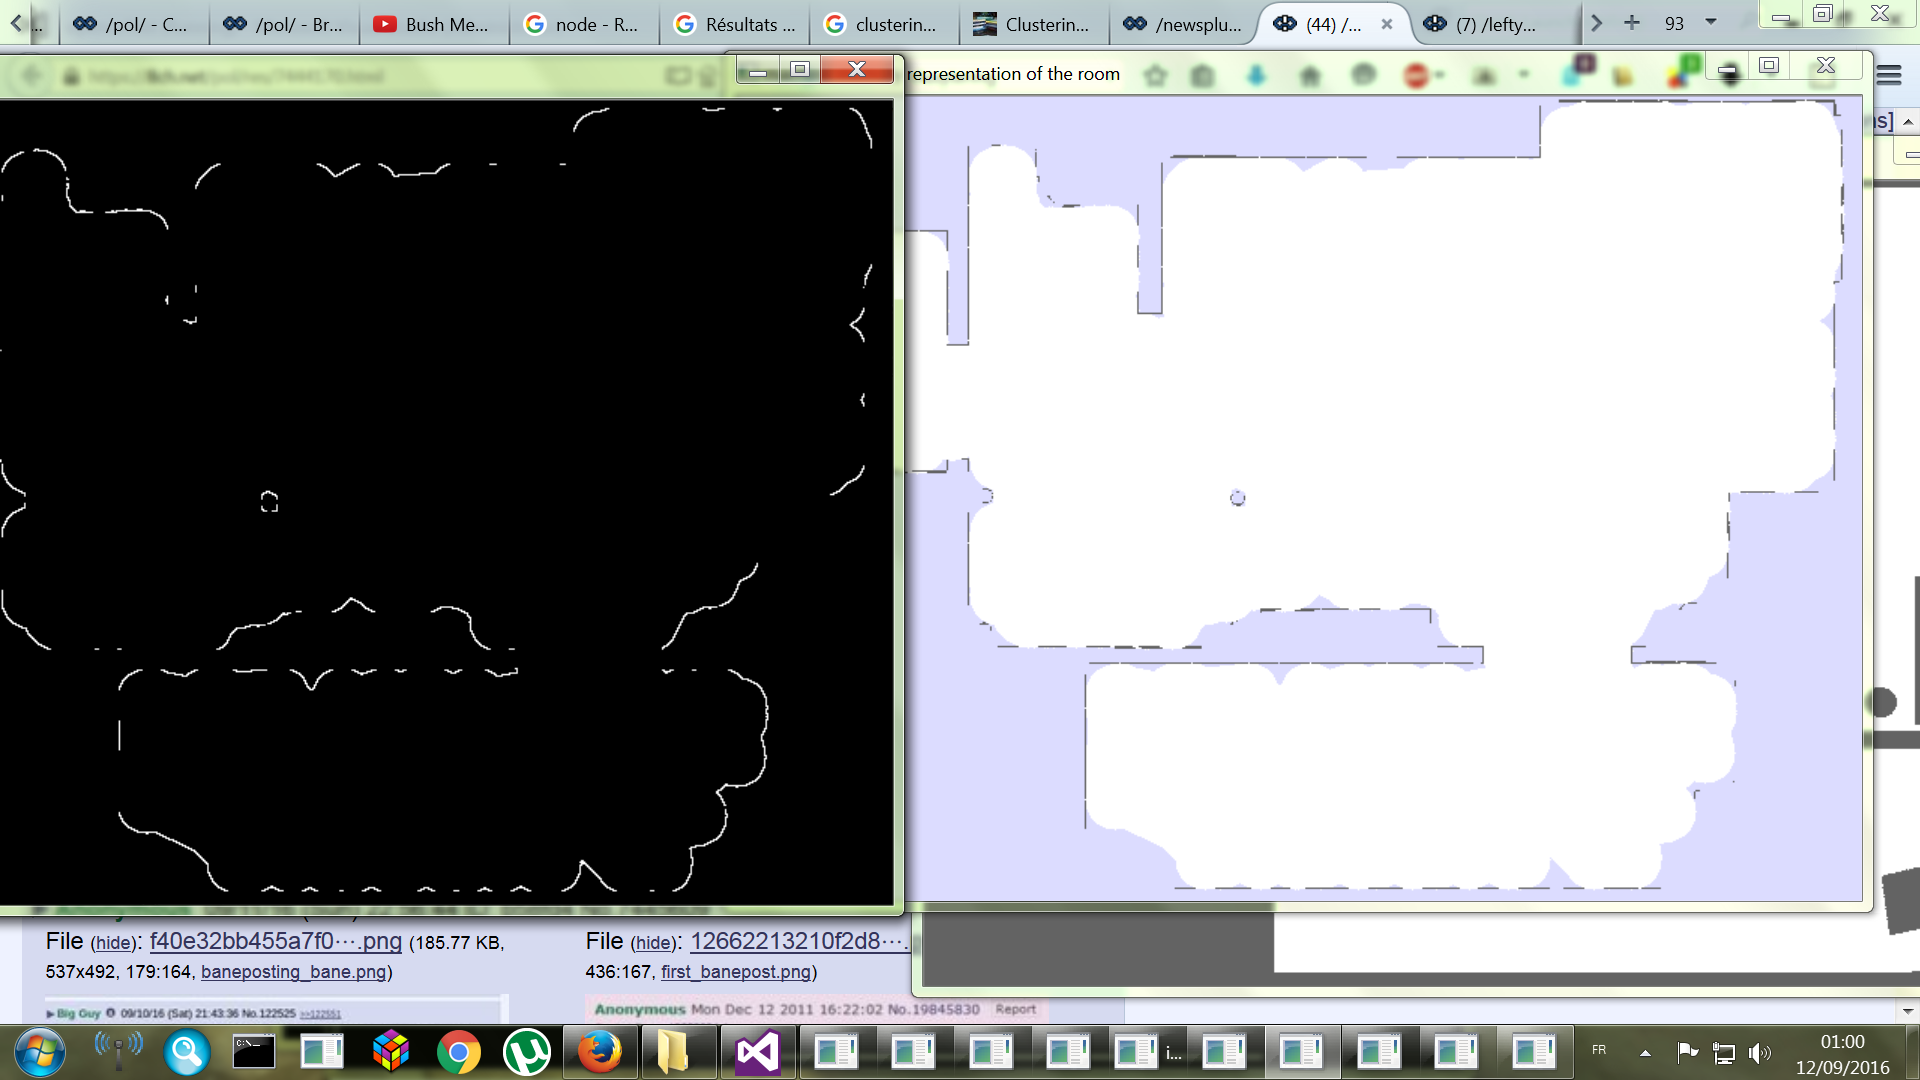 ...
/pol/ - C...
/pol/ - Br...
Bush Me...
node - R...
Résultats ...
clusterin...
Clusterin...
/newsplu...
(44) /...
(7) /lefty...
93
representation of the room
ns]
File (hide): f40e32bb455a7f0···.png (185.77 KB,
537x492, 179:164, baneposting_bane.png)
File (hide): 12662213210f2d8···.
436:167, first_banepost.png)
Big Guy 09/10/16 (Sat) 21:43:36 No.122525 >>122551
Anonymous Mon Dec 12 2011 16:22:02 No.19845830 Report
C:\_
i...
FR
01:00
12/09/2016